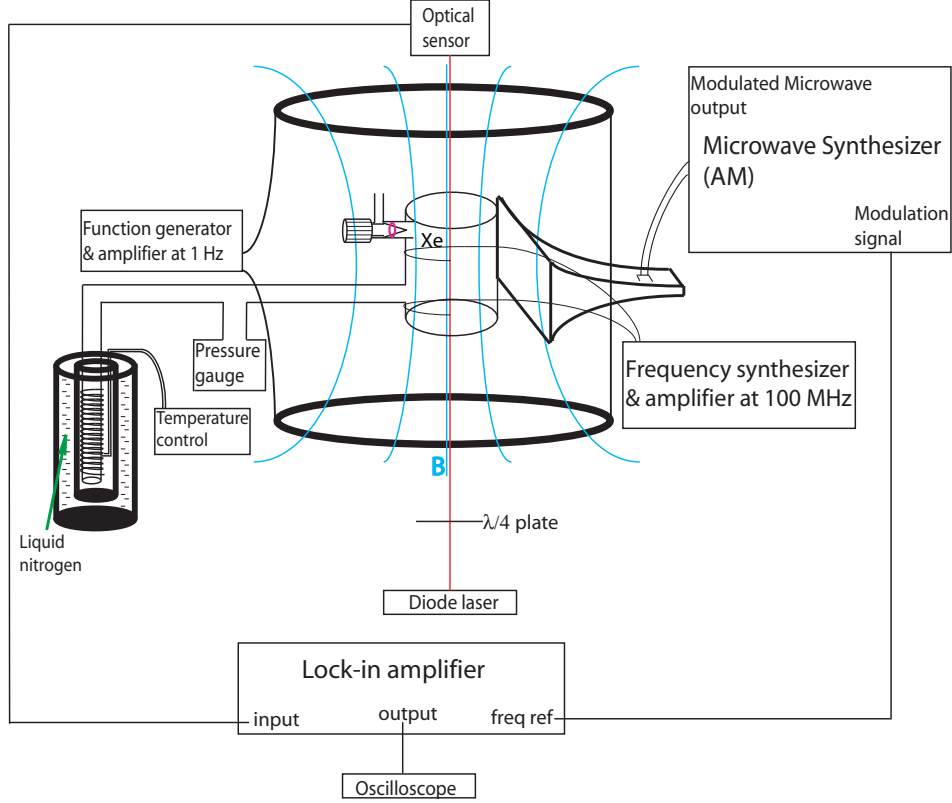 Optical
sensor
Modulated Microwave
output
Microwave Synthesizer
(AM)
Modulation
signal
Function generator
& amplifier at 1 Hz
Xe
Pressure
gauge
Frequency synthesizer
& amplifier at 100 MHz
Temperature
control
B
Liquid
nitrogen
λ/4 plate
Diode laser
Lock-in amplifier
input
output
freq ref
Oscilloscope